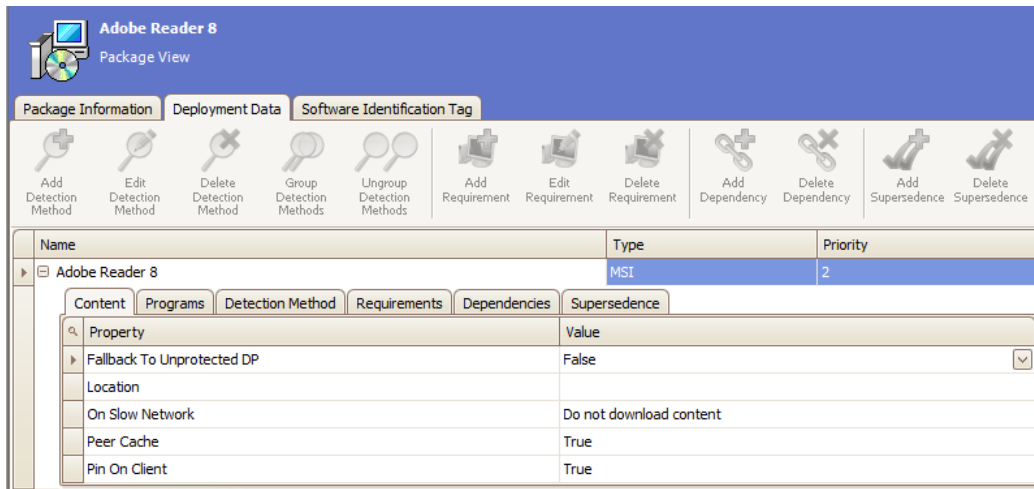 Adobe Reader 8
Package View
Package Information Deployment Data Software Identification Tag
Add Detection Method
Edit Detection Method
Delete Detection Method
Group Detection Methods
Ungroup Detection Methods
Add Requirement
Edit Requirement
Delete Requirement
Add Dependency
Delete Dependency
Add Supersedence
Delete Supersedence
Name Type Priority
Adobe Reader 8 MSI 2
Content Programs Detection Method Requirements Dependencies Supersedence
Property Value
Fallback To Unprotected DP False
Location
On Slow Network Do not download content
Peer Cache True
Pin On Client True